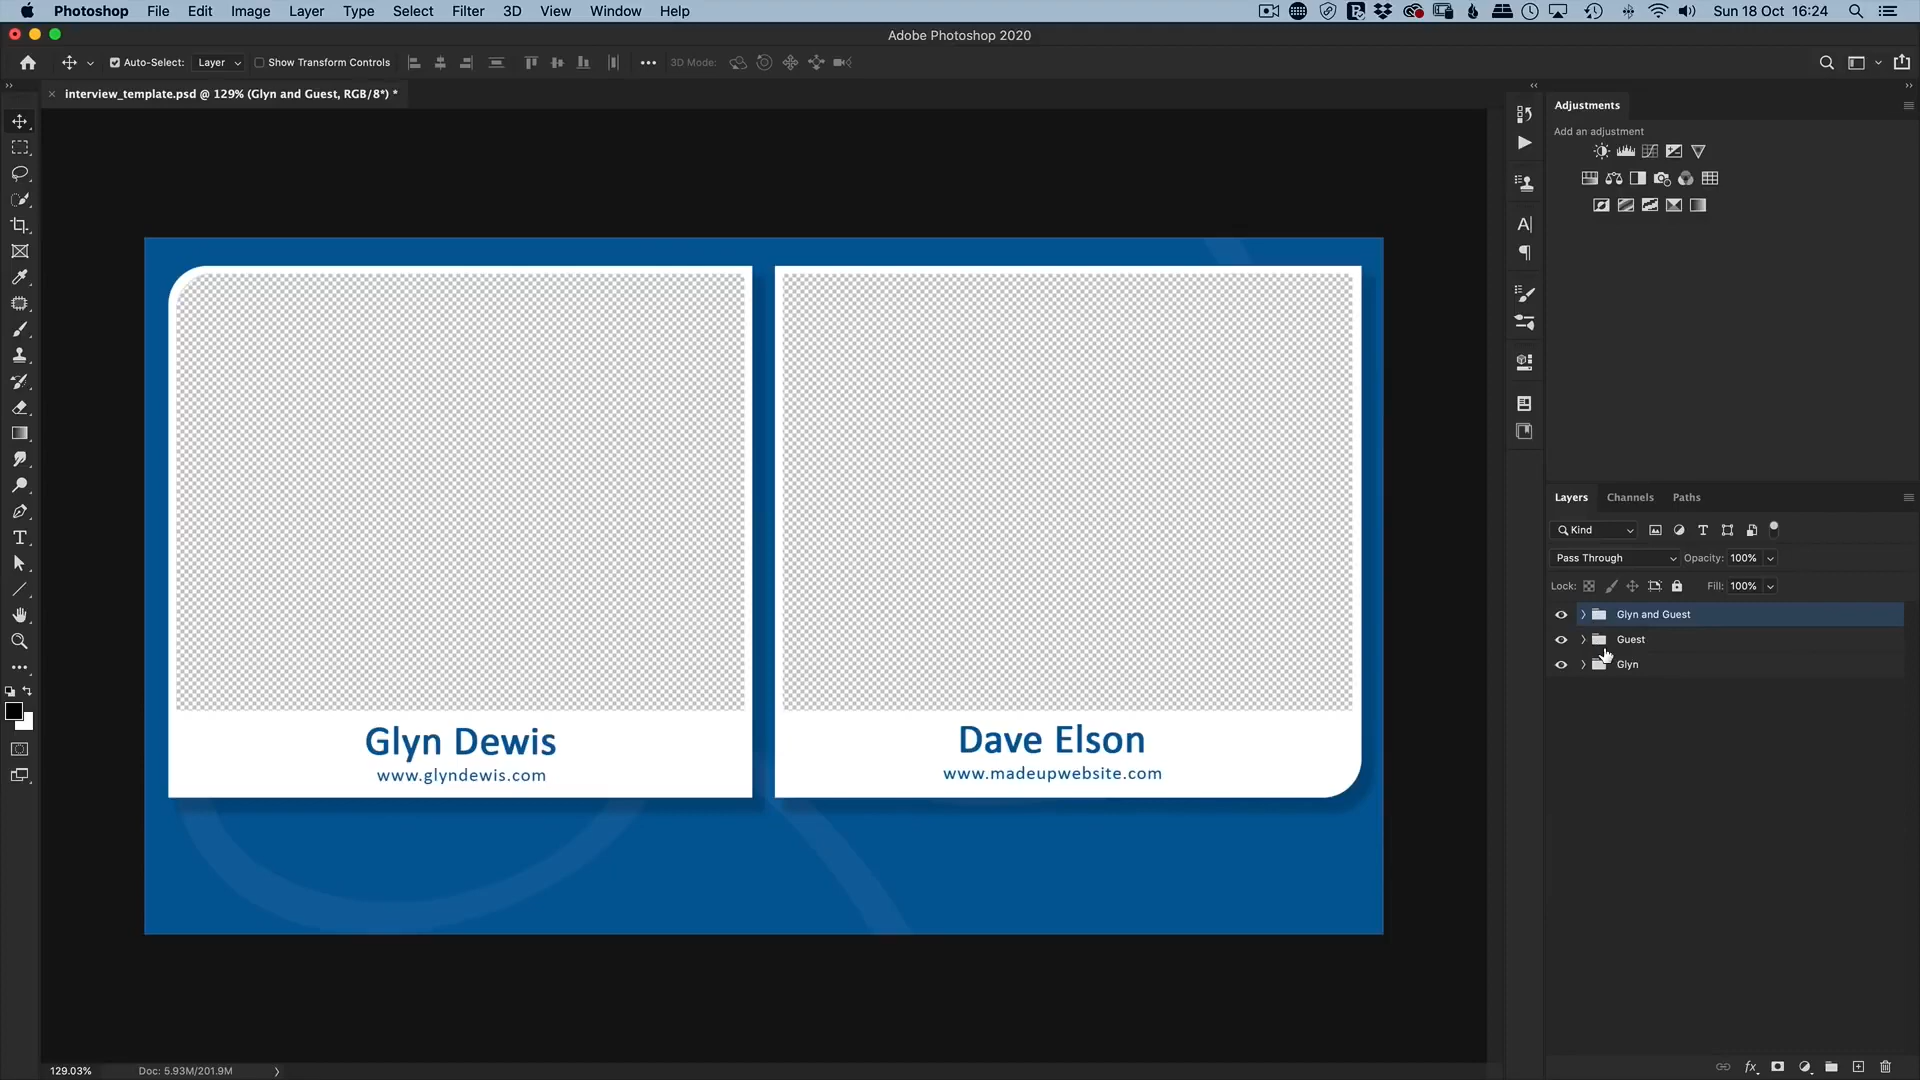 Photoshop File Edit Image Layer Type Select Filter 3D View Window Help
Sun 18 Oct 16:24
Adobe Photoshop 2020
Auto-Select: Layer Show Transform Controls 3D Mode:
interview_template.psd @ 129% (Glyn and Guest, RGB/8*) *
Adjustments
Add an adjustment
Glyn Dewis
www.glyndewis.com
Dave Elson
www.madeupwebsite.com
Layers Channels Paths
Kind
Pass Through Opacity: 100%
Lock: Fill: 100%
Glyn and Guest
Guest
Glyn
129.03% Doc: 5.93M/201.9M